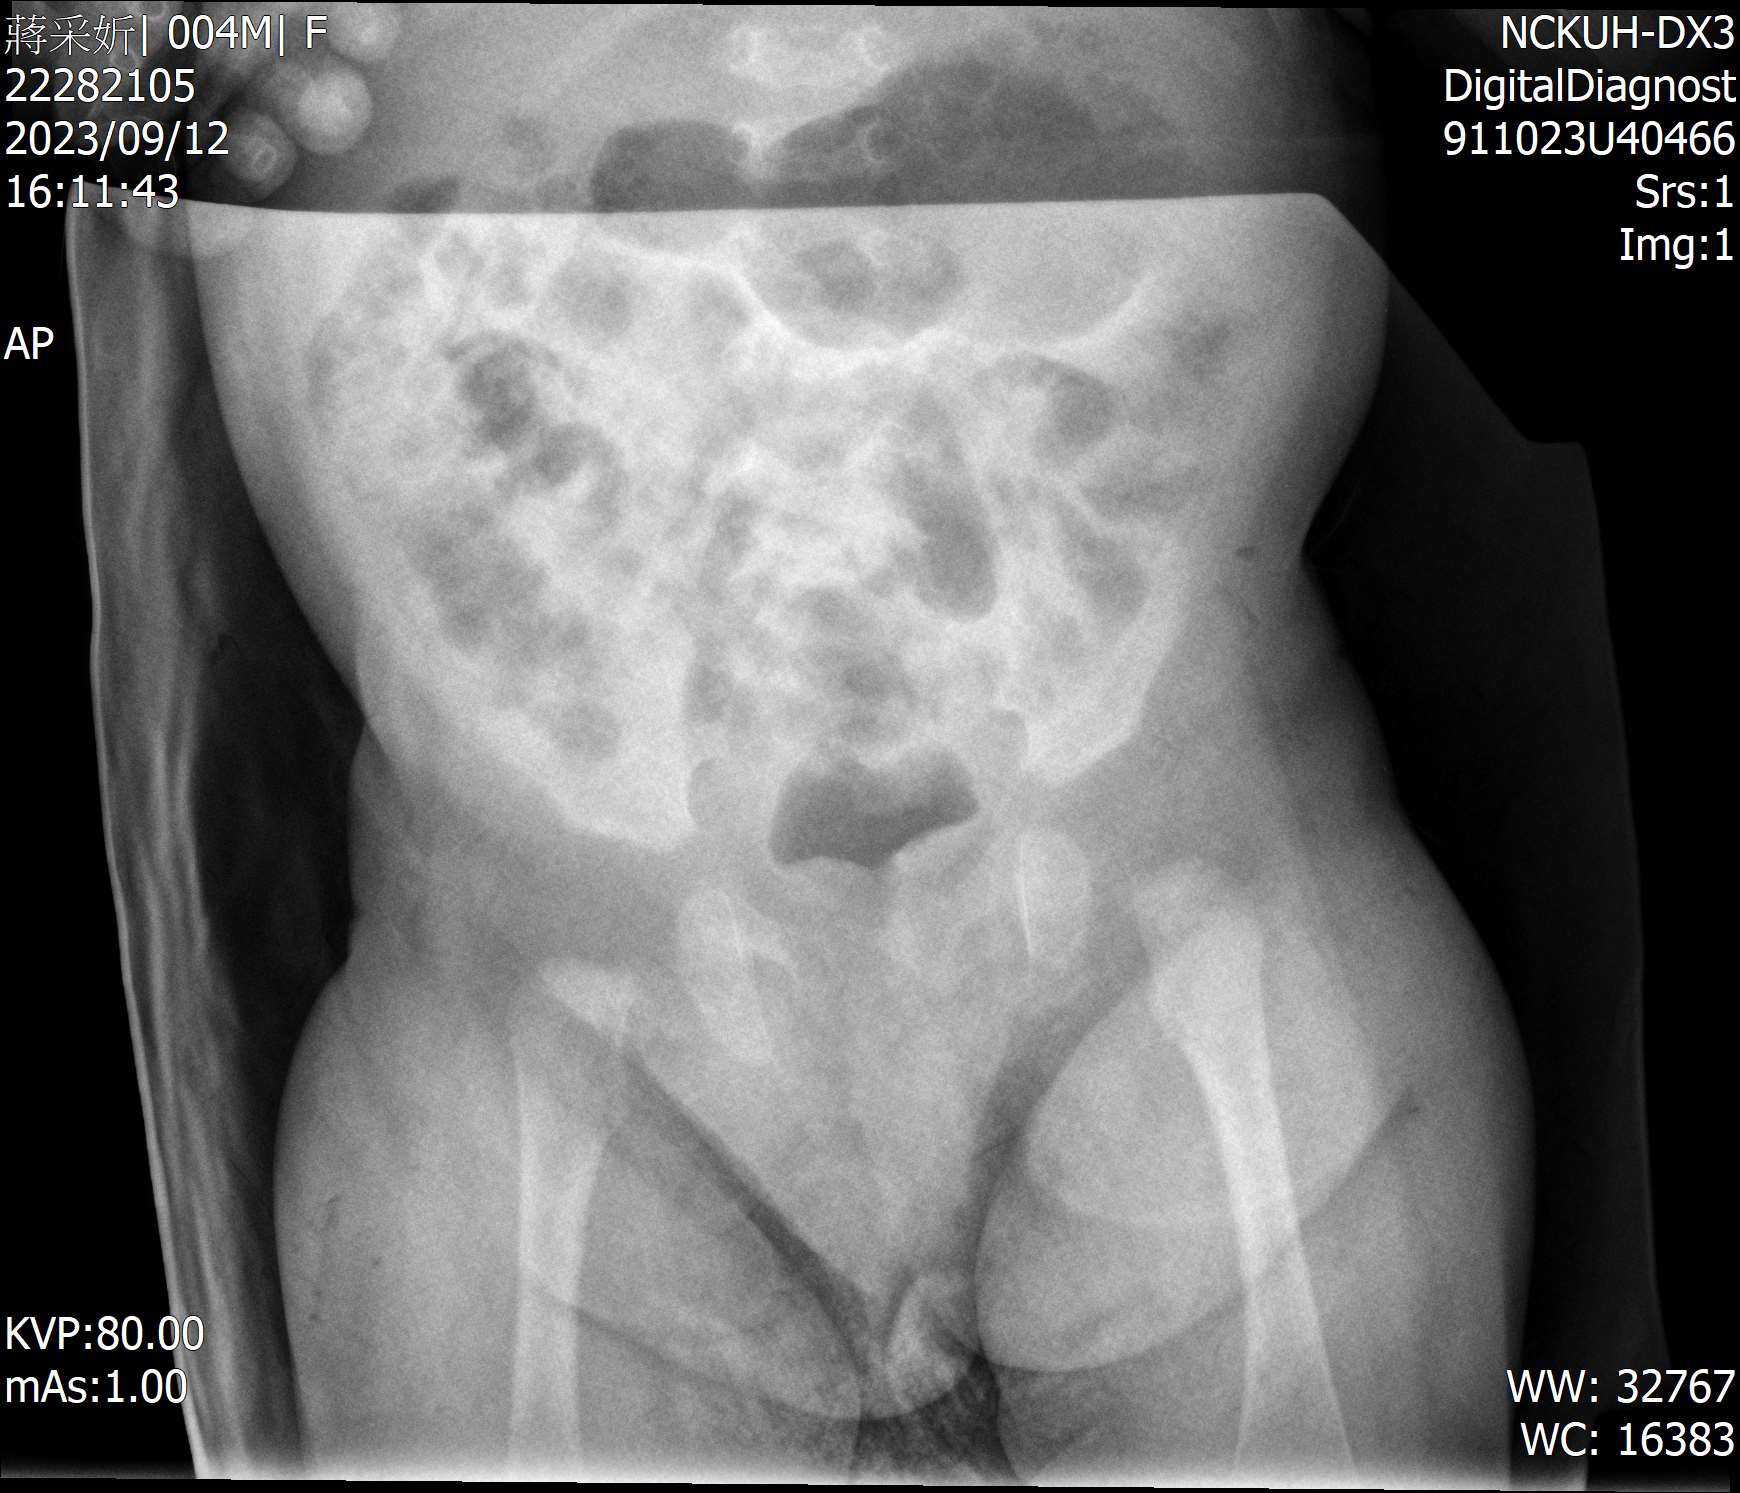 蔣采妡| 004M| F
22282105
2023/09/12
16:11:43
AP
NCKUH-DX3
DigitalDiagnost
911023U40466
Srs:1
Img:1
KVP:80.00
mAs:1.00
WW: 32767
WC: 16383